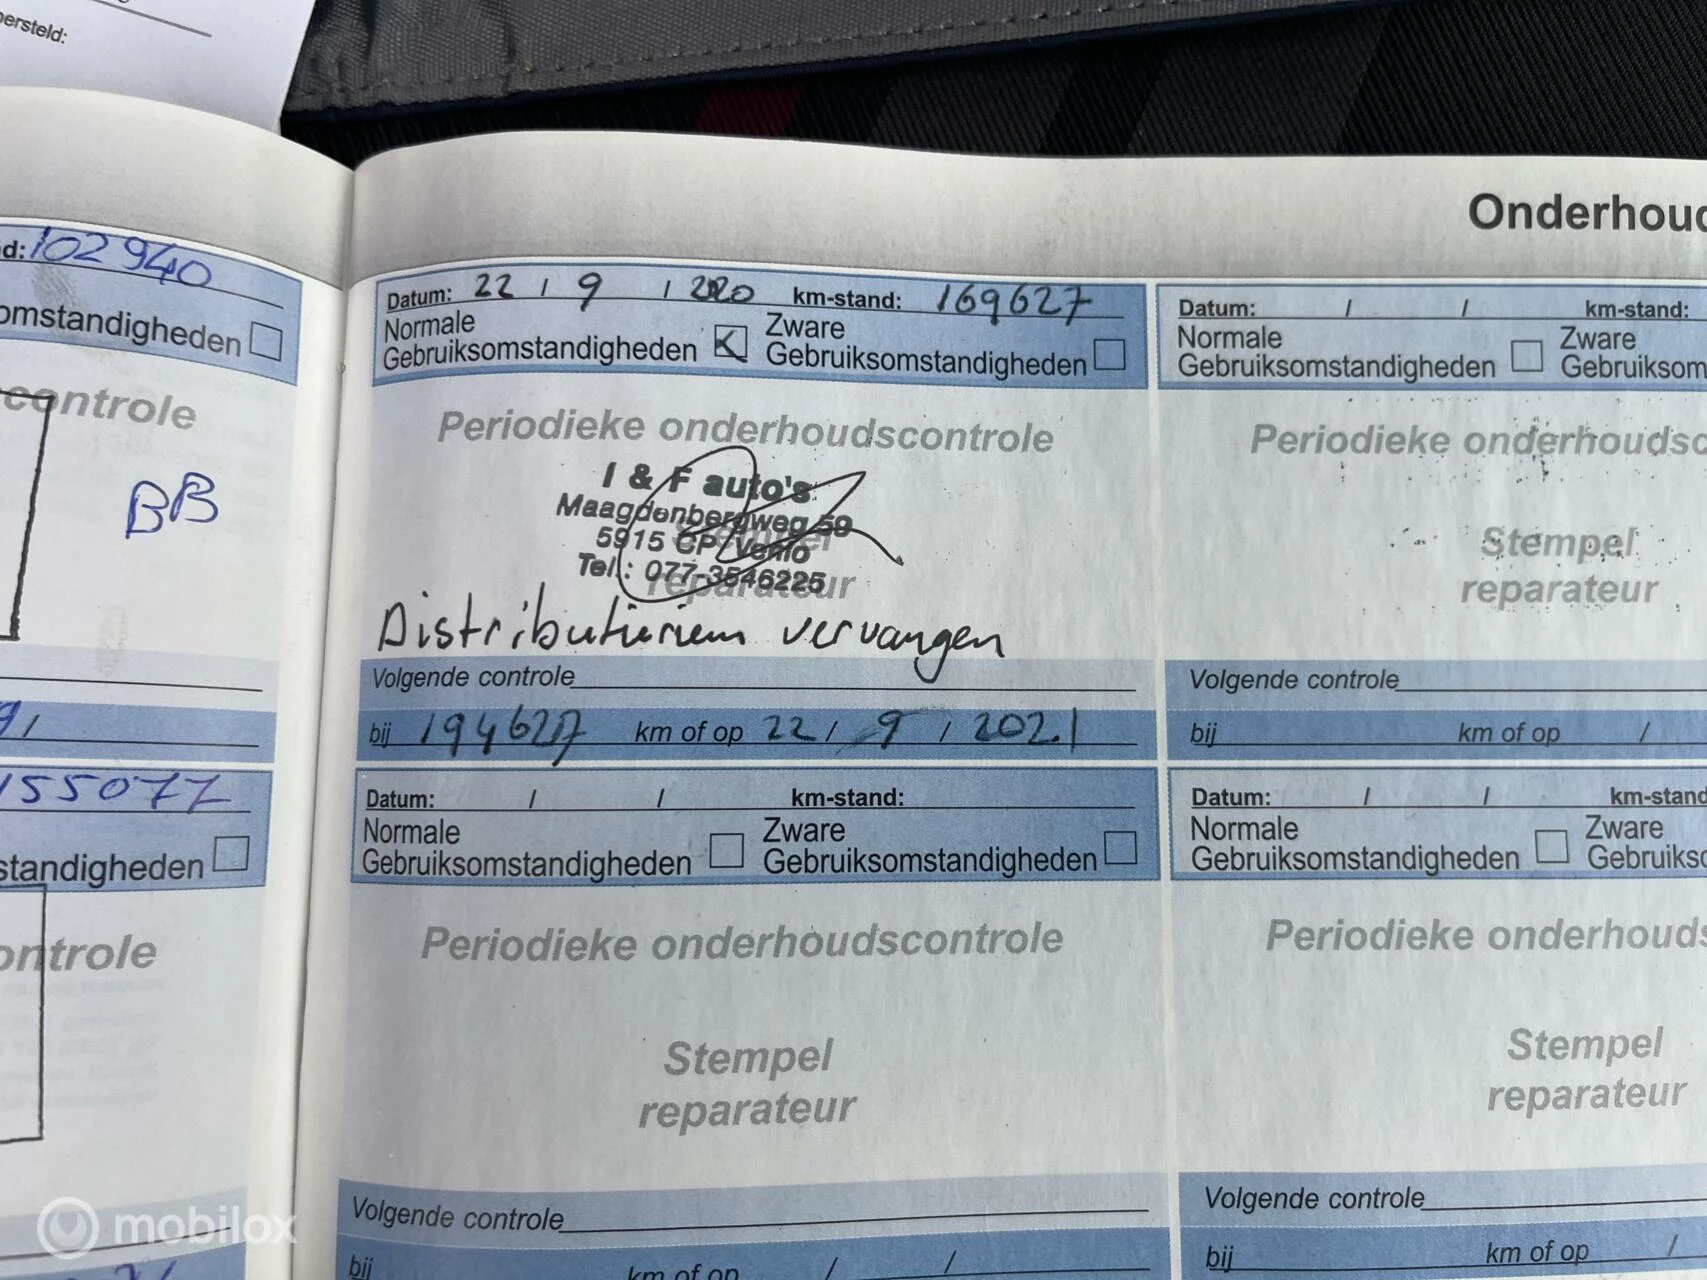 ersteld:
Onderhoud
d: 102940
omstandigheden
controle
BB
9/
155077
standigheden
ontrole
Datum: 22 / 9 / 2020 km-stand: 169627
Normale Zware
Gebruiksomstandigheden Gebruiksomstandigheden
Periodieke onderhoudscontrole
I & F auto's
Maagdenbergweg 59
5915 CP Venlo
Tel.: 077-3546225
Stempel
reparateur
Distributieriem vervangen
Volgende controle
bij 194627 km of op 22 / 9 / 2021
Datum: / / km-stand:
Normale Zware
Gebruiksomstandigheden Gebruiksom
Periodieke onderhoudsc
Stempel
reparateur
Volgende controle
bij km of op /
Datum: / / km-stand:
Normale Zware
Gebruiksomstandigheden Gebruiksomstandigheden
Periodieke onderhoudscontrole
Stempel
reparateur
Volgende controle
bij km of op / /
Datum: / / km-stand
Normale Zware
Gebruiksomstandigheden Gebruikso
Periodieke onderhouds
Stempel
reparateur
Volgende controle
bij km of op /
mobilox